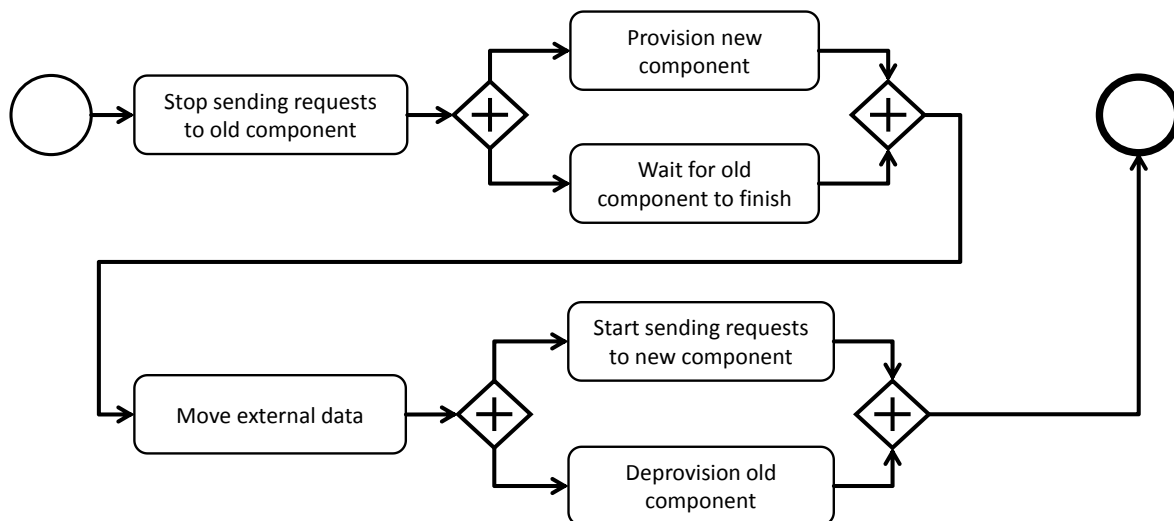 Provision new
component
Stop sending requests
to old component
Wait for old
component to finish
Start sending requests
to new component
Move external data
Deprovision old
component